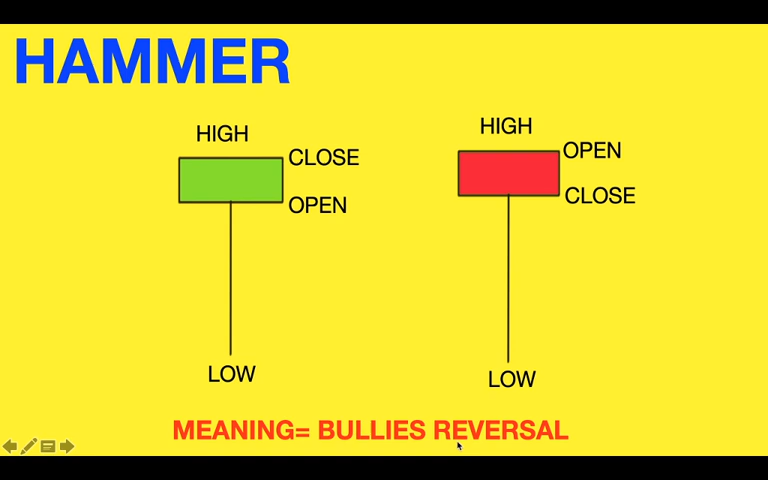 HAMMER
HIGH
CLOSE
OPEN
LOW
HIGH
OPEN
CLOSE
LOW
MEANING= BULLIES REVERSAL